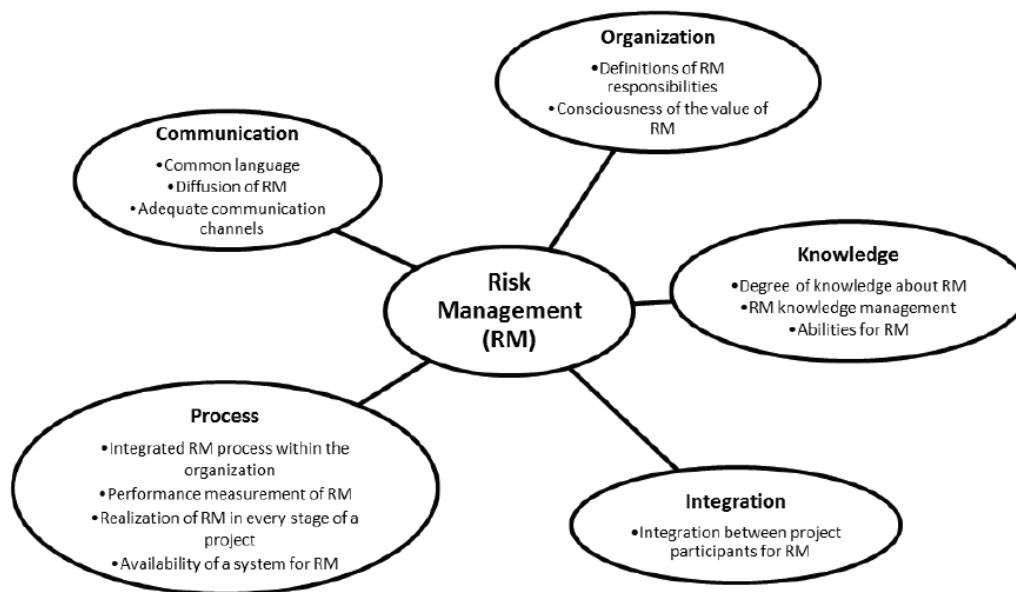 Organization
•Definitions of RM
responsibilities
•Consciousness of the value of
RM
Communication
•Common language
•Diffusion of RM
•Adequate communication
channels
Knowledge
•Degree of knowledge about RM
•RM knowledge management
•Abilities for RM
Risk
Management
(RM)
Process
•Integrated RM process within the
organization
•Performance measurement of RM
•Realization of RM in every stage of a
project
•Availability of a system for RM
Integration
•Integration between project
participants for RM